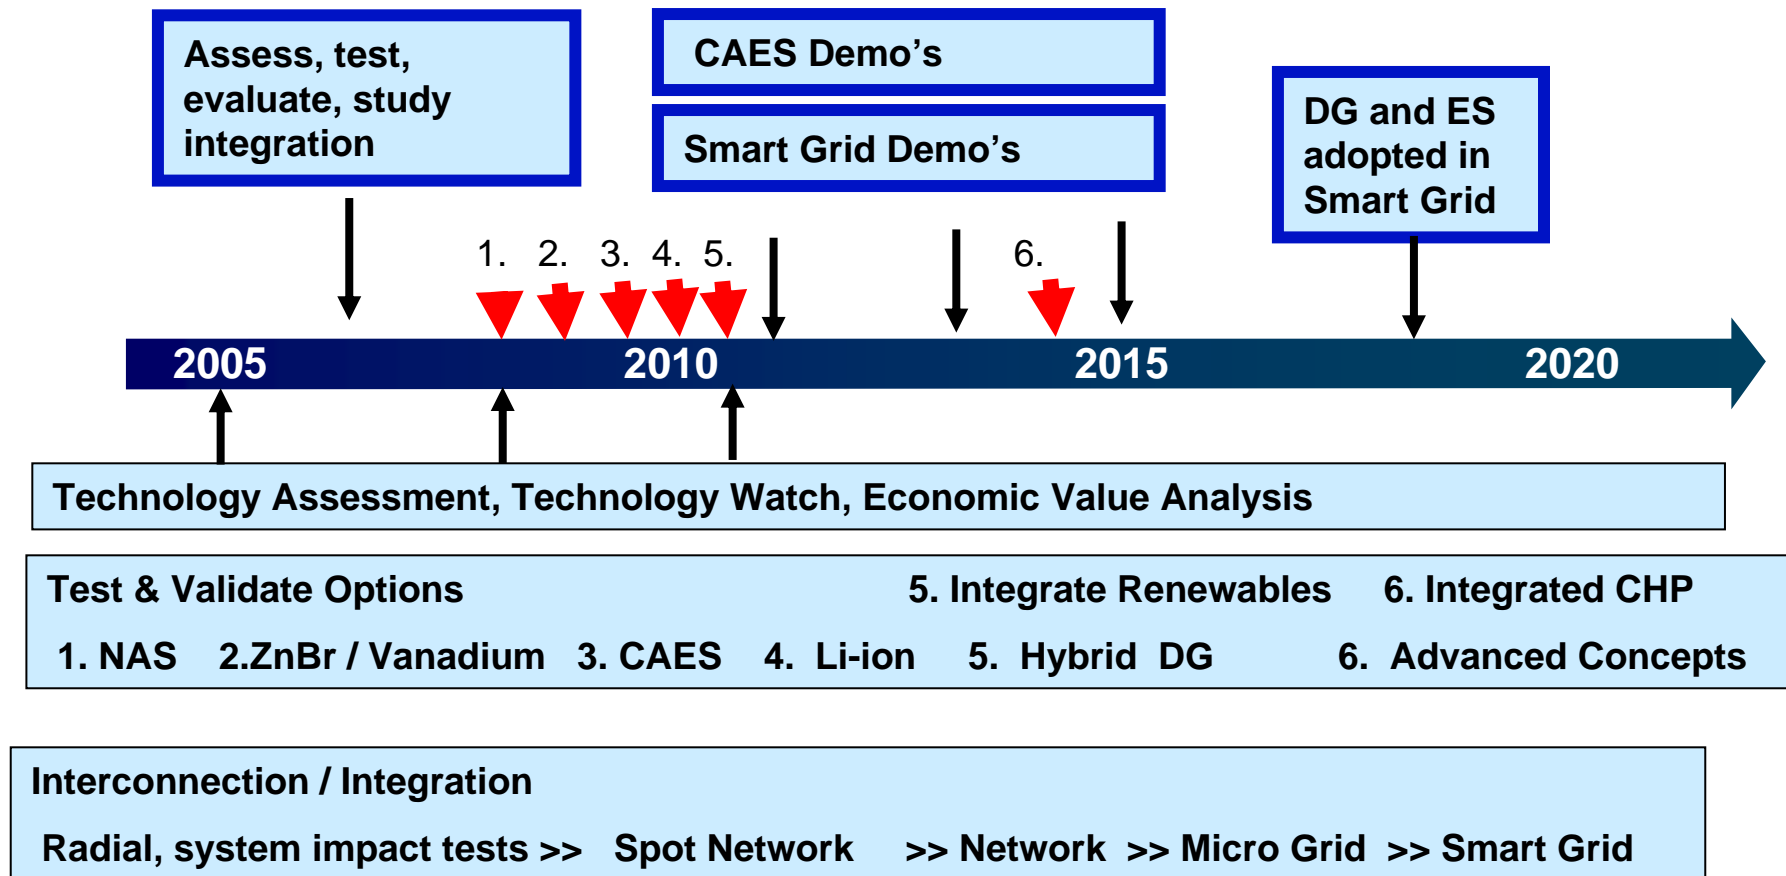 Assess, test,
evaluate, study
integration
CAES Demo’s
Smart Grid Demo’s
DG and ES
adopted in
Smart Grid
1. 2. 3. 4. 5. 6.
2005 2010 2015 2020
Technology Assessment, Technology Watch, Economic Value Analysis
Test & Validate Options 5. Integrate Renewables 6. Integrated CHP
1. NAS 2.ZnBr / Vanadium 3. CAES 4. Li-ion 5. Hybrid DG 6. Advanced Concepts
Interconnection / Integration
Radial, system impact tests >> Spot Network >> Network >> Micro Grid >> Smart Grid